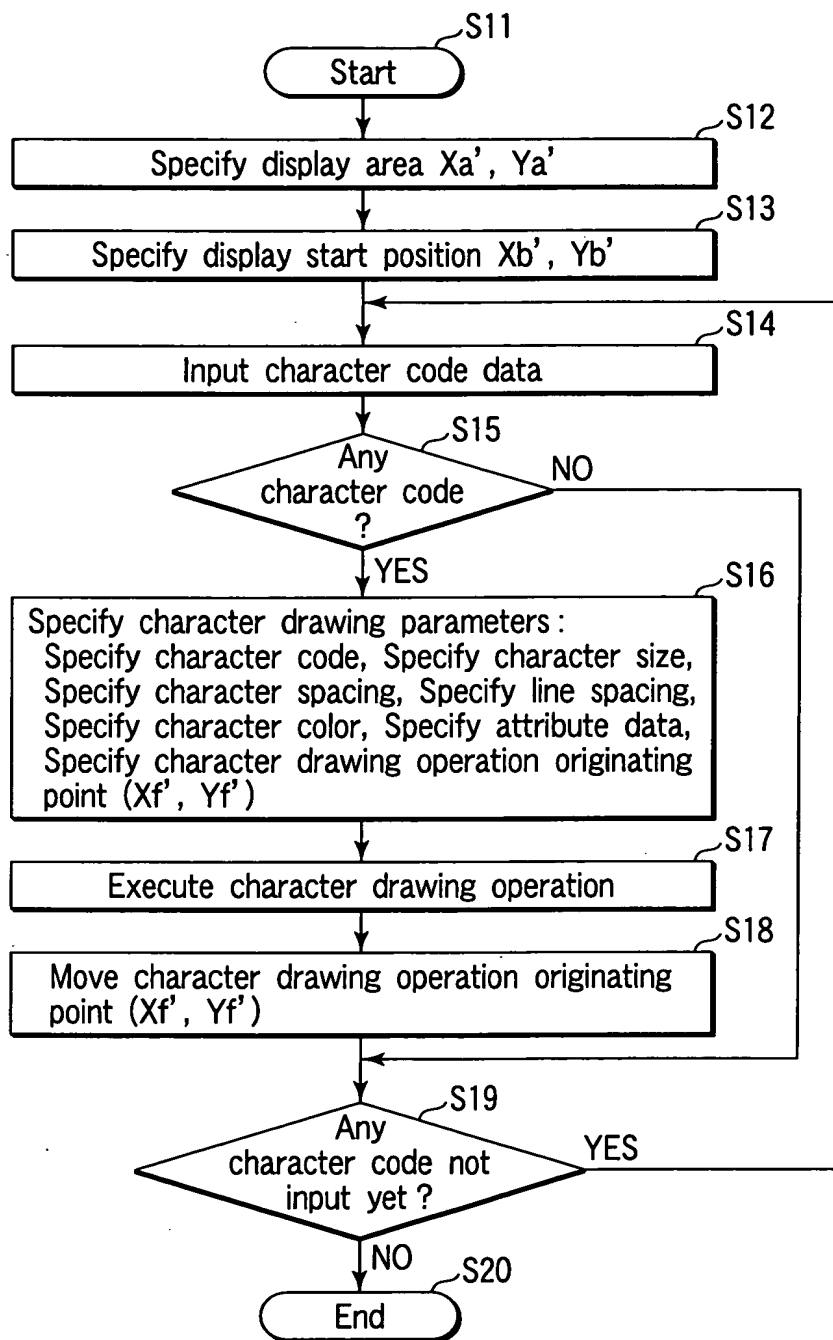 S11
Start
S12
Specify display area Xa', Ya'
S13
Specify display start position Xb', Yb'
S14
Input character code data
S15
Any
character code
?
NO
YES
S16
Specify character drawing parameters:
Specify character code, Specify character size,
Specify character spacing, Specify line spacing,
Specify character color, Specify attribute data,
Specify character drawing operation originating
point (Xf', Yf')
S17
Execute character drawing operation
S18
Move character drawing operation originating
point (Xf', Yf')
S19
Any
character code not
input yet?
YES
NO
S20
End